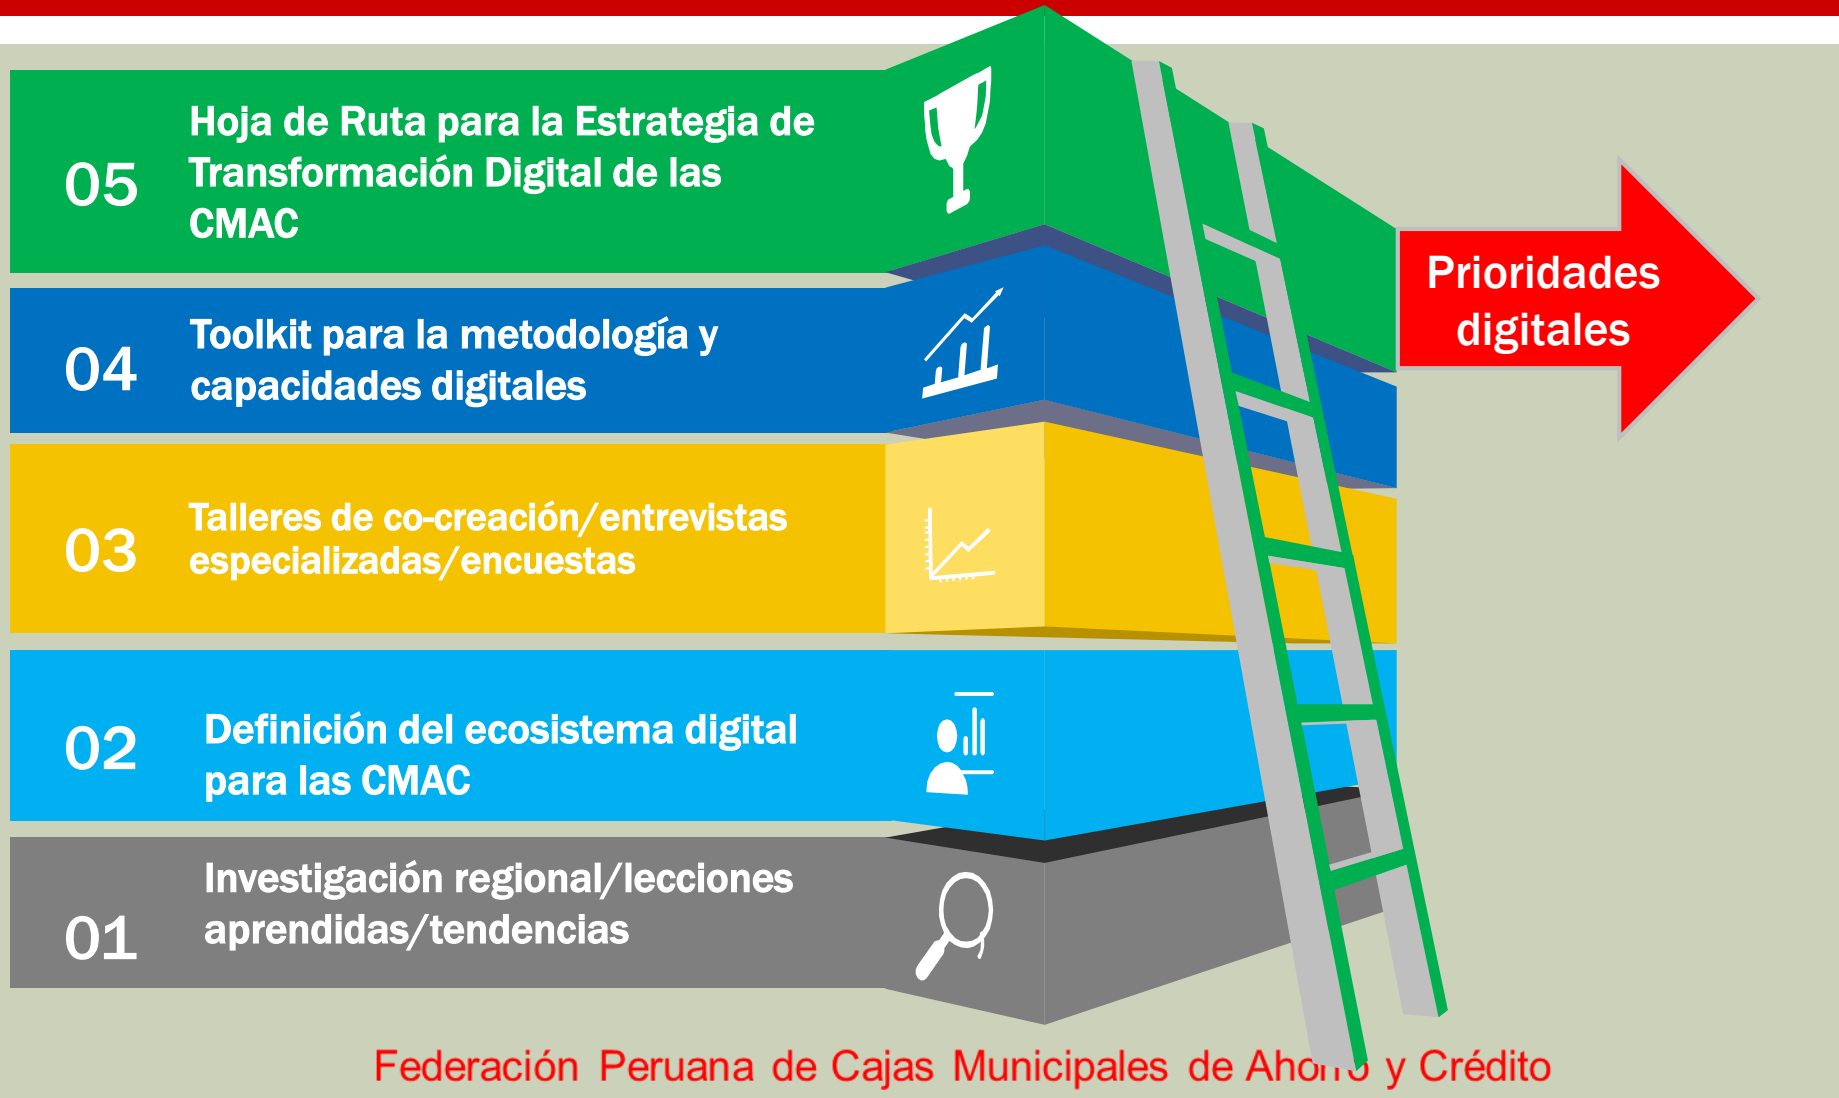 05
Hoja de Ruta para la Estrategia de
Transformación Digital de las
CMAC
Prioridades
digitales
04
Toolkit para la metodología y
capacidades digitales
03
Talleres de co-creación/entrevistas
especializadas/encuestas
02
Definición del ecosistema digital
para las CMAC
01
Investigación regional/lecciones
aprendidas/tendencias
Federación Peruana de Cajas Municipales de Ahorro y Crédito